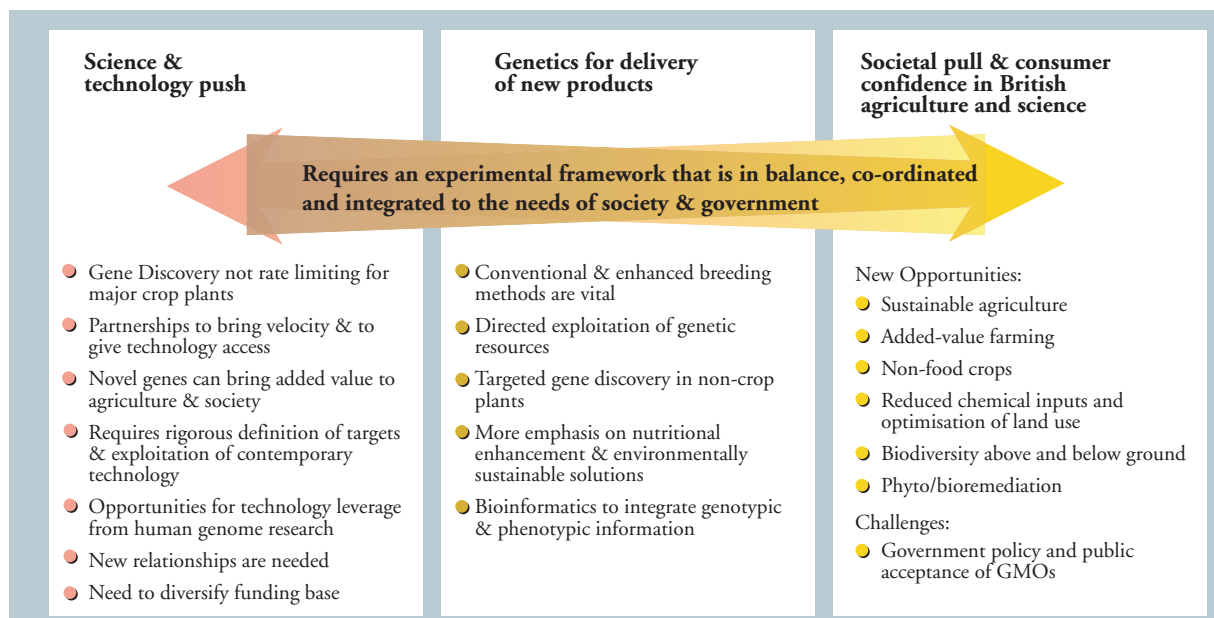 Science &
technology push
Genetics for delivery
of new products
Societal pull & consumer
confidence in British
agriculture and science
Requires an experimental framework that is in balance, co-ordinated
and integrated to the needs of society & government
Gene Discovery not rate limiting for
major crop plants
Partnerships to bring velocity & to
give technology access
Novel genes can bring added value to
agriculture & society
Requires rigorous definition of targets
& exploitation of contemporary
technology
Opportunities for technology leverage
from human genome research
New relationships are needed
Need to diversify funding base
Conventional & enhanced breeding
methods are vital
Directed exploitation of genetic
resources
Targeted gene discovery in non-crop
plants
More emphasis on nutritional
enhancement & environmentally
sustainable solutions
Bioinformatics to integrate genotypic
& phenotypic information
New Opportunities:
Sustainable agriculture
Added-value farming
Non-food crops
Reduced chemical inputs and
optimisation of land use
Biodiversity above and below ground
Phyto/bioremediation
Challenges:
Government policy and public
acceptance of GMOs